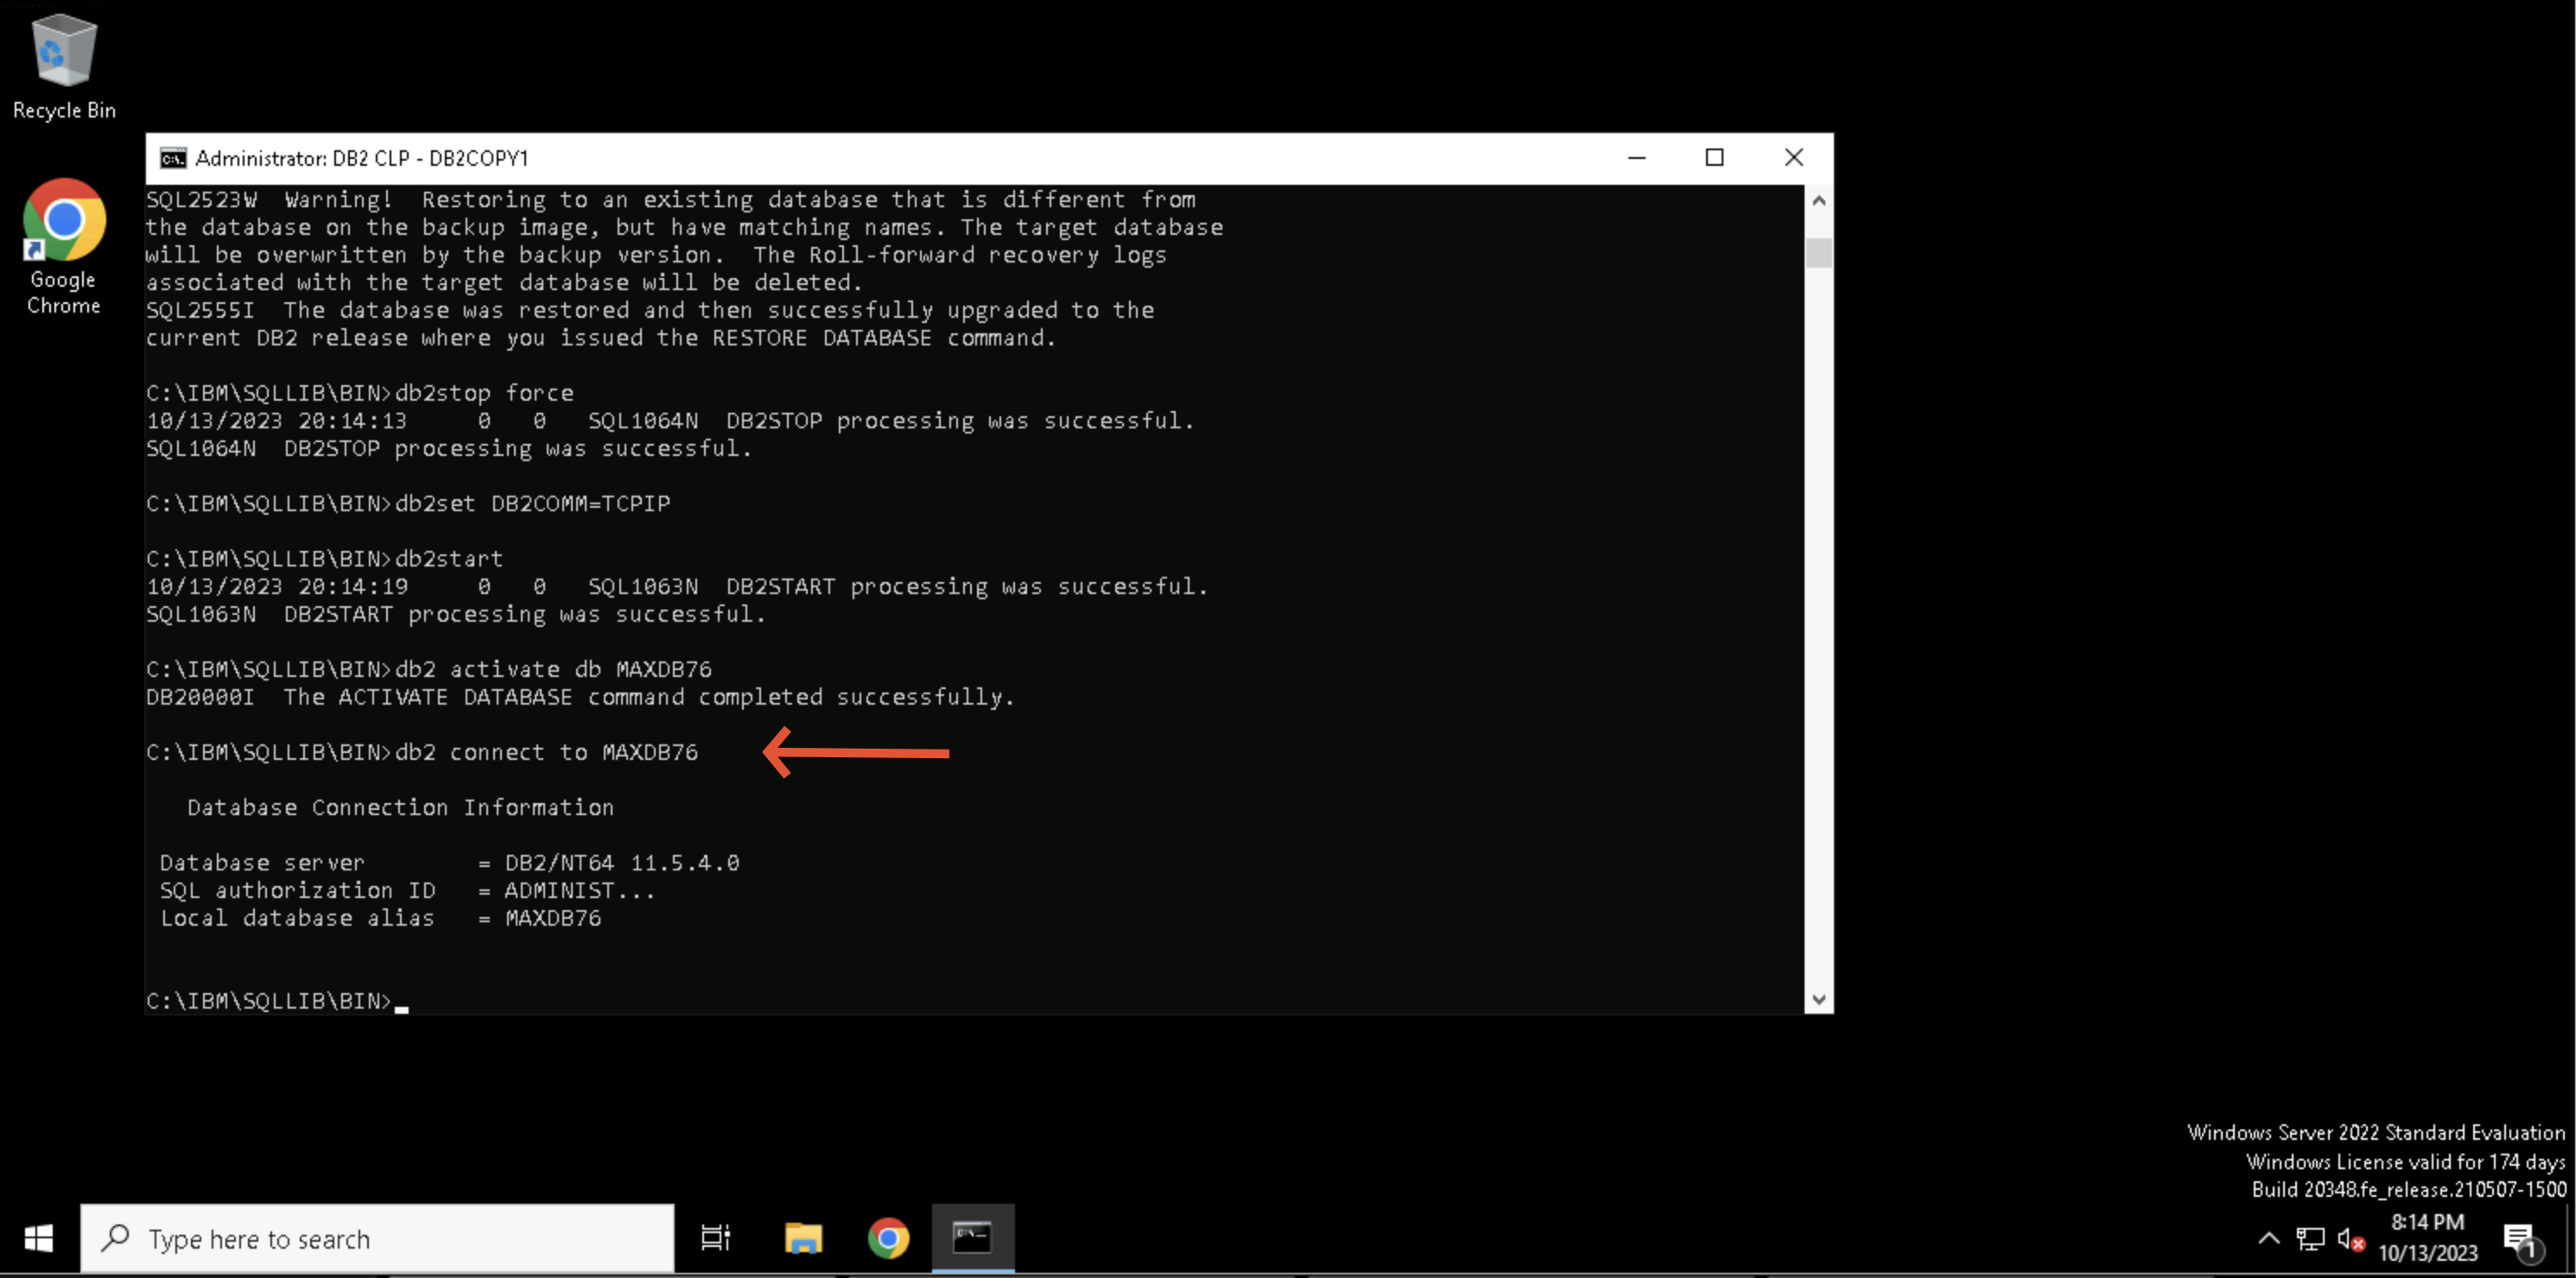 Recycle Bin
Google
Chrome
Administrator: DB2 CLP - DB2COPY1
SQL2523W  Warning!  Restoring to an existing database that is different from
the database on the backup image, but have matching names. The target database
will be overwritten by the backup version.  The Roll-forward recovery logs
associated with the target database will be deleted.
SQL2555I  The database was restored and then successfully upgraded to the
current DB2 release where you issued the RESTORE DATABASE command.
C:\IBM\SQLLIB\BIN>db2stop force
10/13/2023 20:14:13     0   0   SQL1064N  DB2STOP processing was successful.
SQL1064N  DB2STOP processing was successful.
C:\IBM\SQLLIB\BIN>db2set DB2COMM=TCPIP
C:\IBM\SQLLIB\BIN>db2start
10/13/2023 20:14:19     0   0   SQL1063N  DB2START processing was successful.
SQL1063N  DB2START processing was successful.
C:\IBM\SQLLIB\BIN>db2 activate db MAXDB76
DB20000I  The ACTIVATE DATABASE command completed successfully.
C:\IBM\SQLLIB\BIN>db2 connect to MAXDB76
Database Connection Information
Database server        = DB2/NT64 11.5.4.0
SQL authorization ID   = ADMINIST...
Local database alias   = MAXDB76
C:\IBM\SQLLIB\BIN>
Windows Server 2022 Standard Evaluation
Windows License valid for 174 days
Build 20348.fe_release.210507-1500
Type here to search
8:14 PM
10/13/2023
1